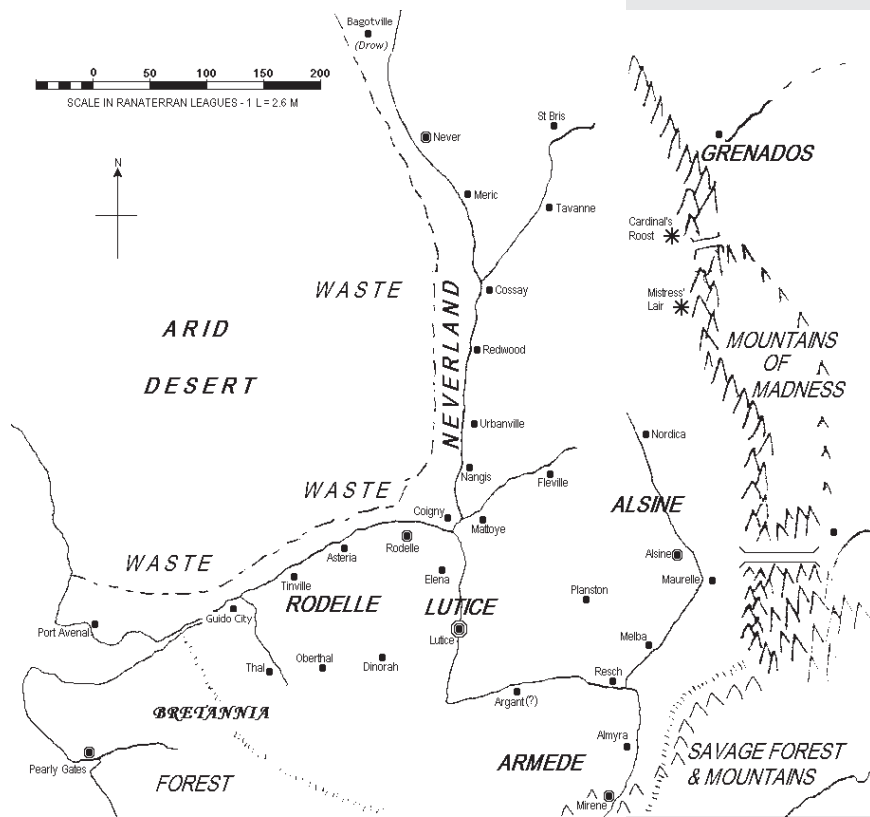 Bagotville
(Drow)
0 50 100 150 200
SCALE IN RANATERRAN LEAGUES - 1 L = 2.6 M
St Bris
Never
GRENADOS
N
Meric
Tavanne
Cardinal's
Roost
WASTE
Cossay
Mistress'
Lair
ARID
DESERT
NEVERLAND
Redwood
MOUNTAINS
OF
MADNESS
Urbanville
Nordica
Nangis
Fleville
WASTE
ALSINE
Coigny
Mattoye
Rodelle
Asteria
Alsine
WASTE
Elena
Tinville
Maurelle
Planston
RODELLE
LUTICE
Guido City
Port Avenal
Lutice
Melba
Oberthal
Dinorah
Thal
Resch
Argant(?)
BRETANNIA
Almyra
SAVAGE FOREST
& MOUNTAINS
ARMEDE
Pearly Gates
FOREST
Mirene